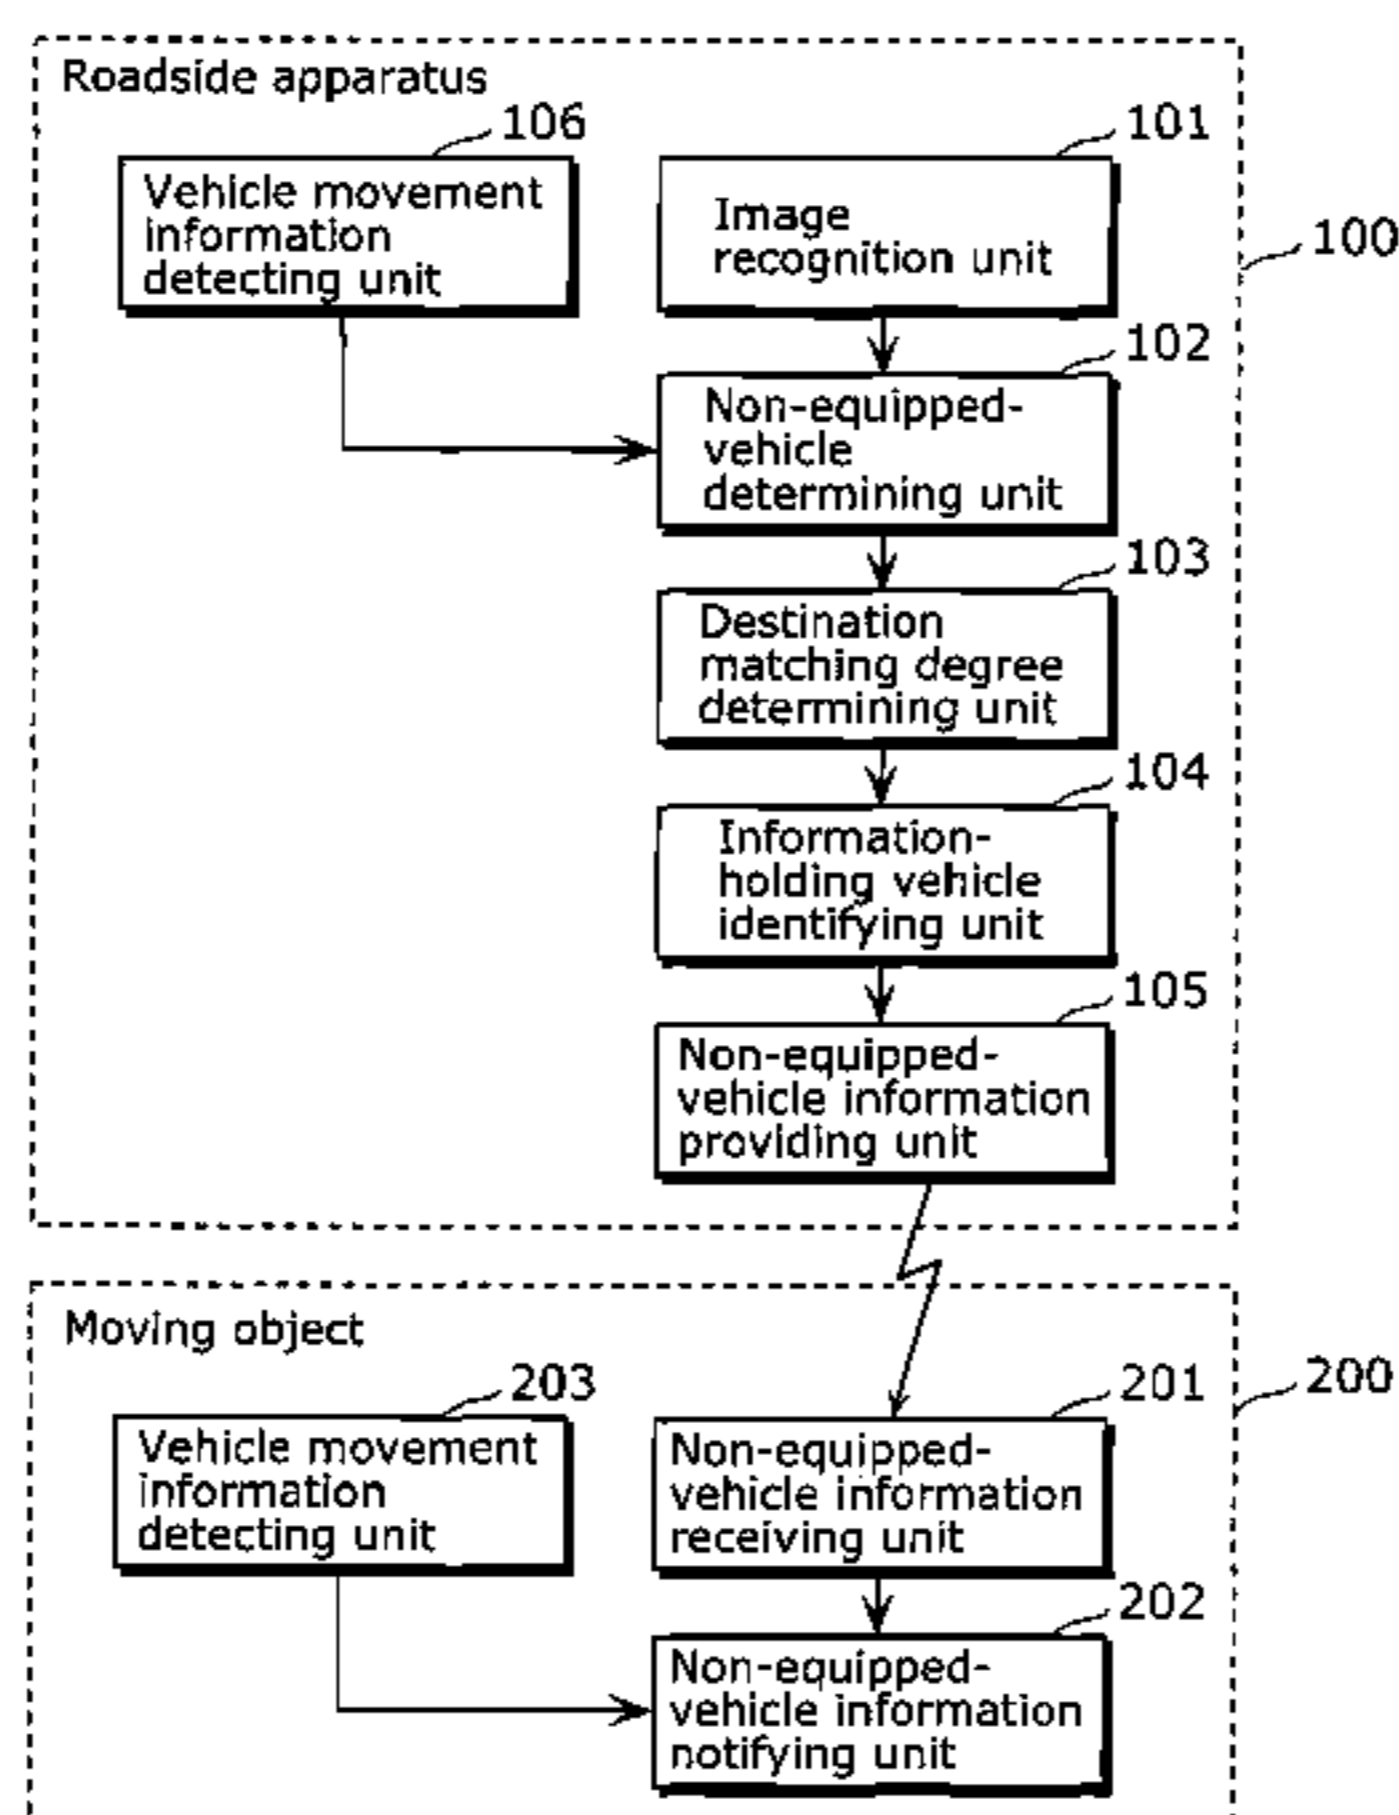 Roadside apparatus
106
101
Vehicle movement
information
detecting unit
Image
recognition unit
100
102
Non-equipped-
vehicle
determining unit
103
Destination
matching degree
determining unit
104
Information-
holding vehicle
identifying unit
105
Non-equipped-
vehicle information
providing unit
Moving object
203
201
200
Vehicle movement
information
detecting unit
Non-equipped-
vehicle information
receiving unit
202
Non-equipped-
vehicle information
notifying unit